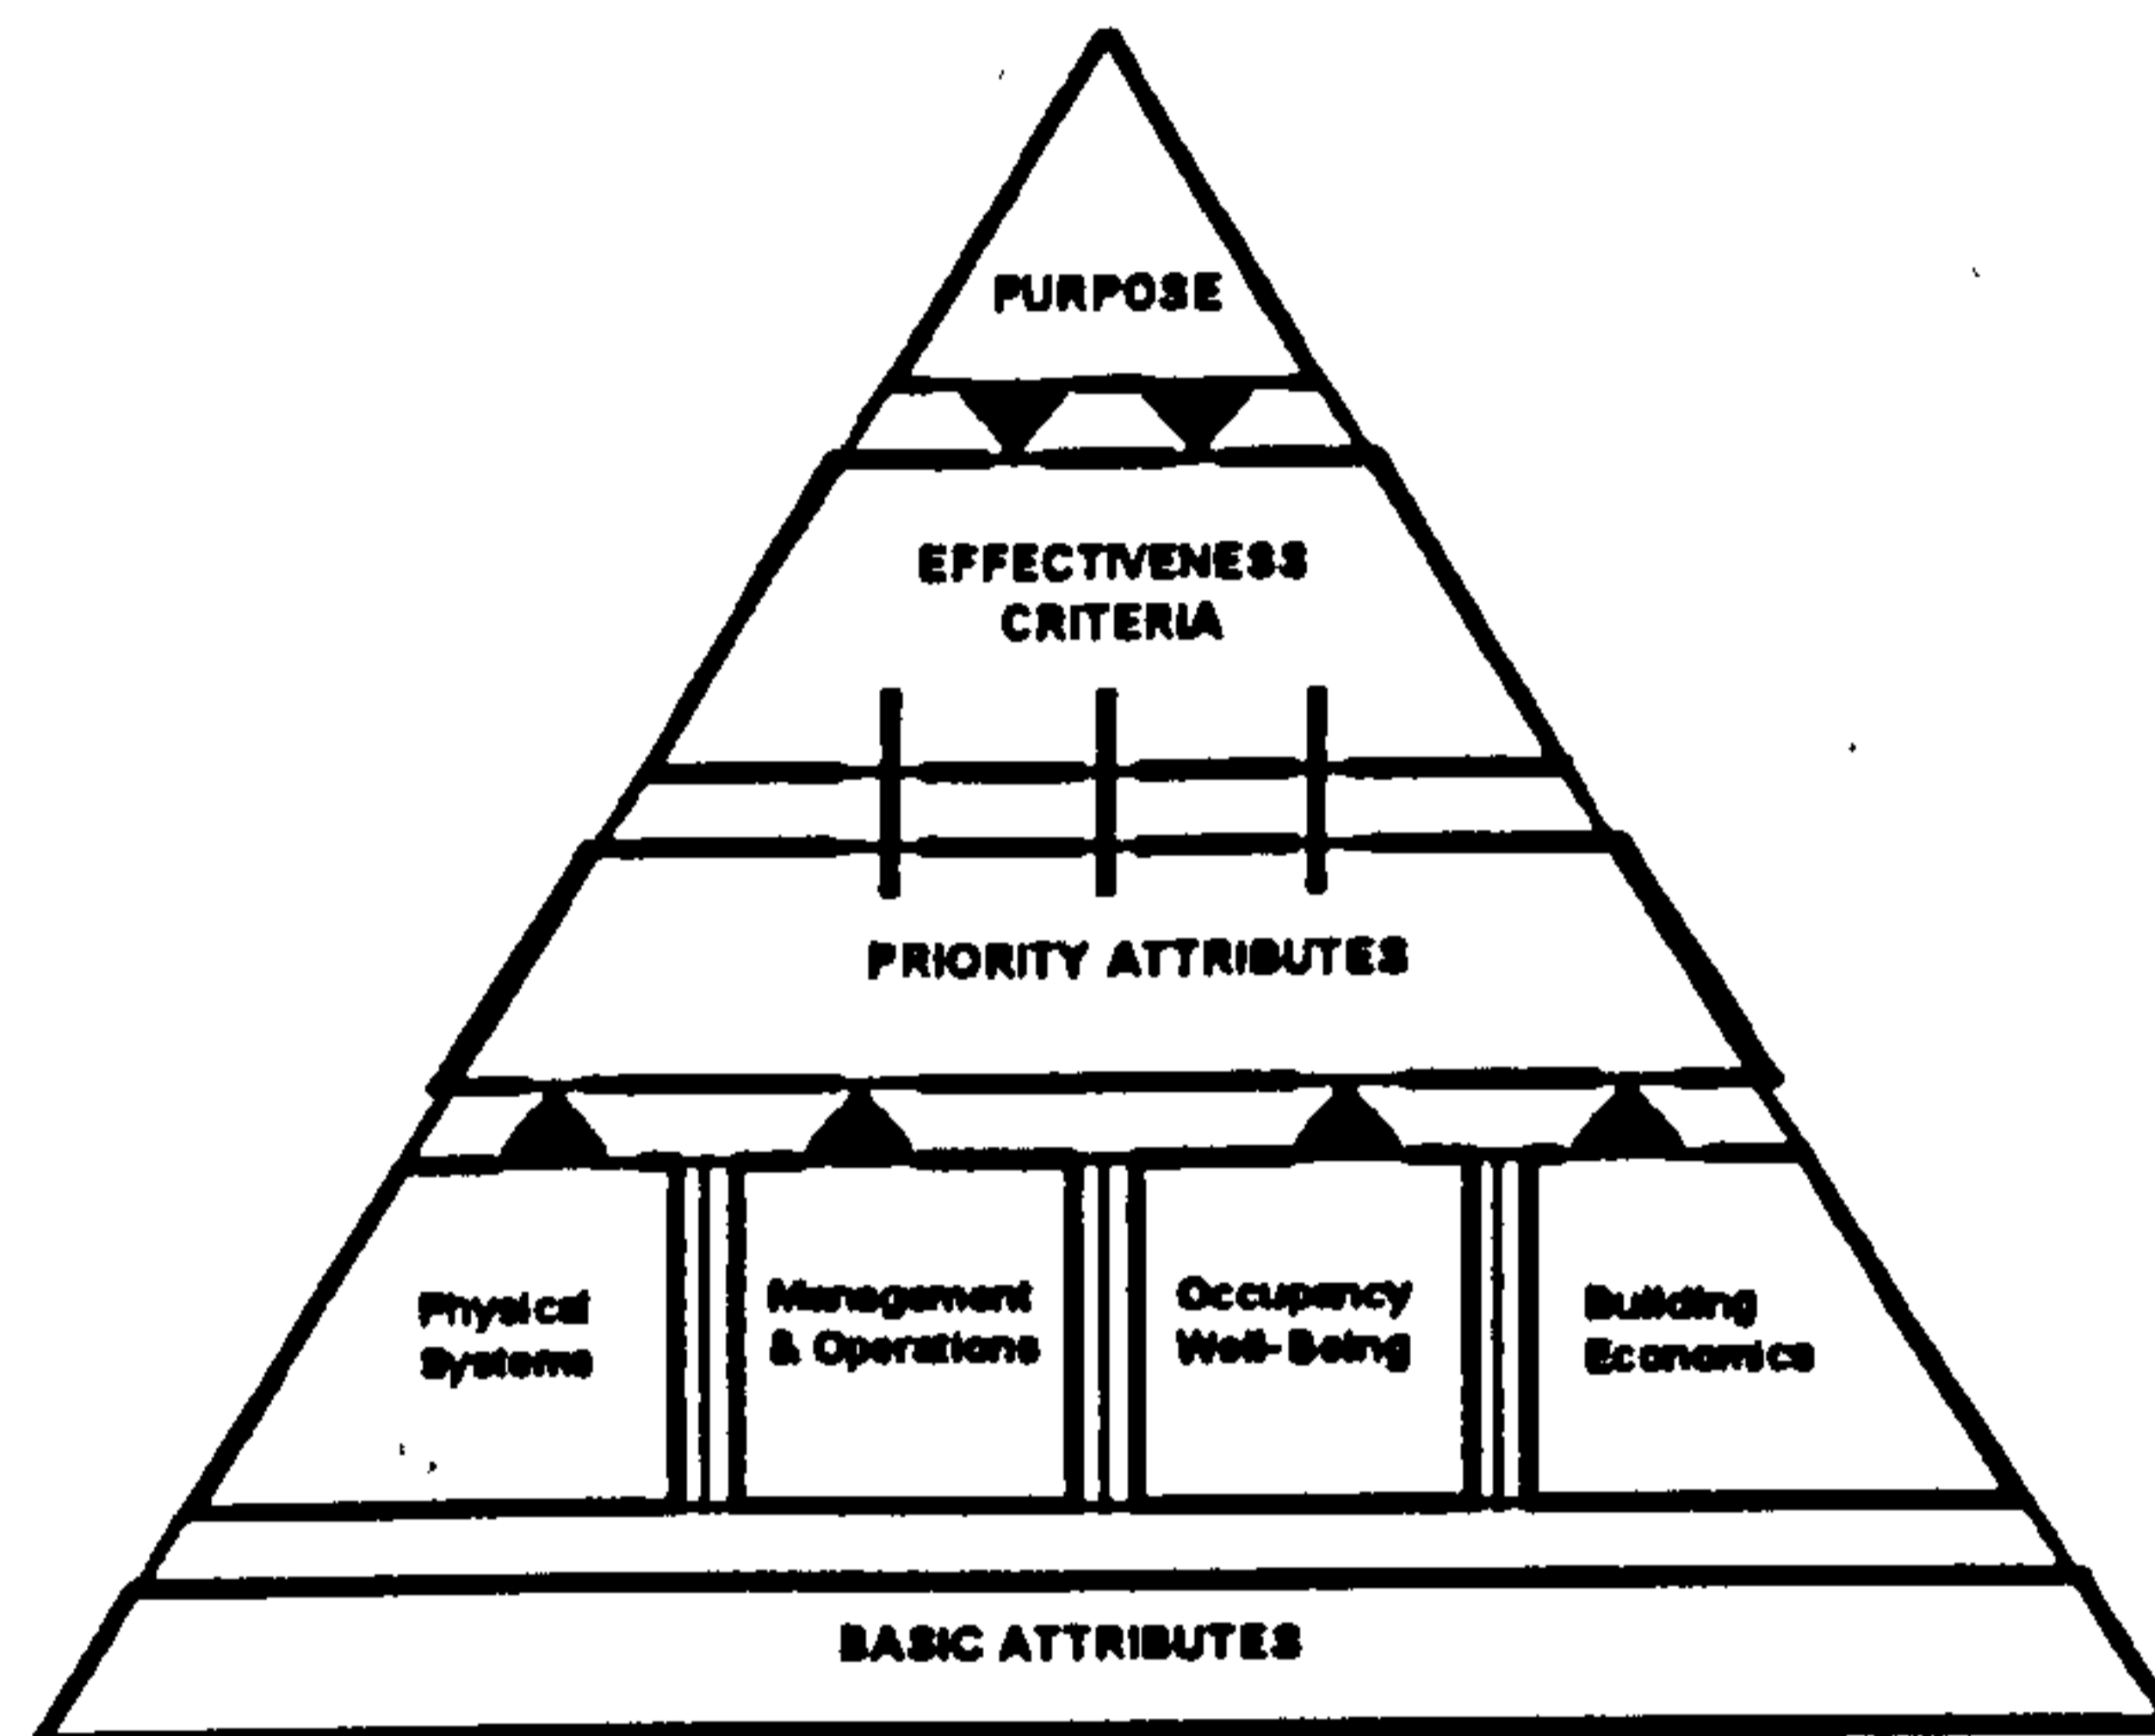 PURPOSE
EFFECTIVENESS
CRITERIA
PRIORITY ATTRIBUTES
Physical
Systems
Management
& Operations
Occupancy
Well-Being
Building
Economics
BASIC ATTRIBUTES